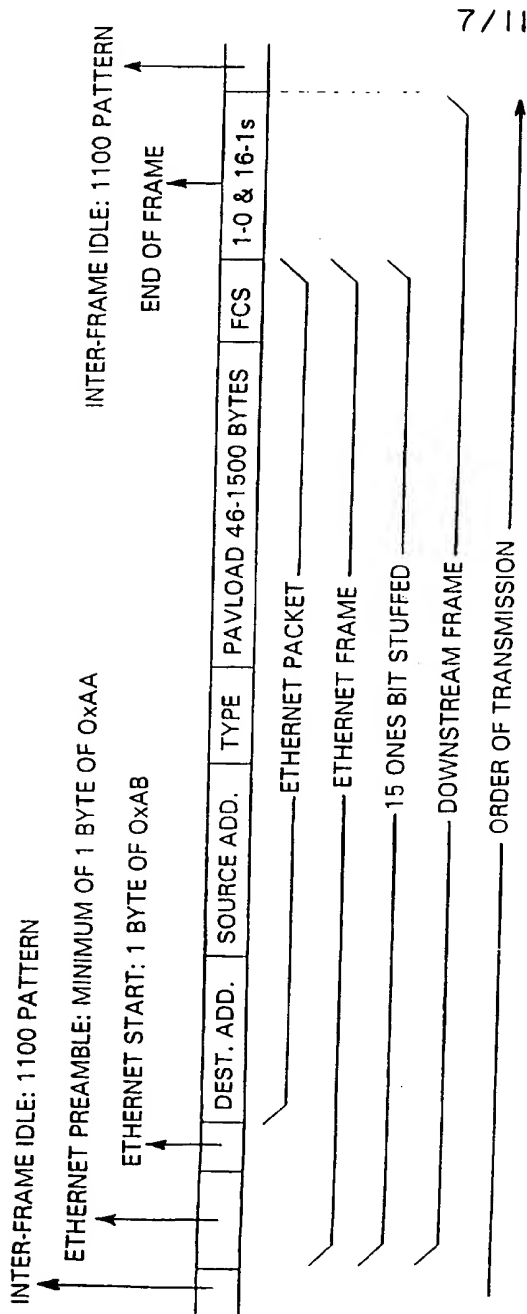 7/11
INTER-FRAME IDLE: 1100 PATTERN
ETHERNET PREAMBLE: MINIMUM OF 1 BYTE OF 0xAA
ETHERNET START: 1 BYTE OF 0xAB
INTER-FRAME IDLE: 1100 PATTERN
END OF FRAME
DEST. ADD. SOURCE ADD. TYPE PAVLOAD 46-1500 BYTES FCS 1-0 & 16-1s
ETHERNET PACKET
ETHERNET FRAME
15 ONES BIT STUFFED
DOWNSTREAM FRAME
ORDER OF TRANSMISSION